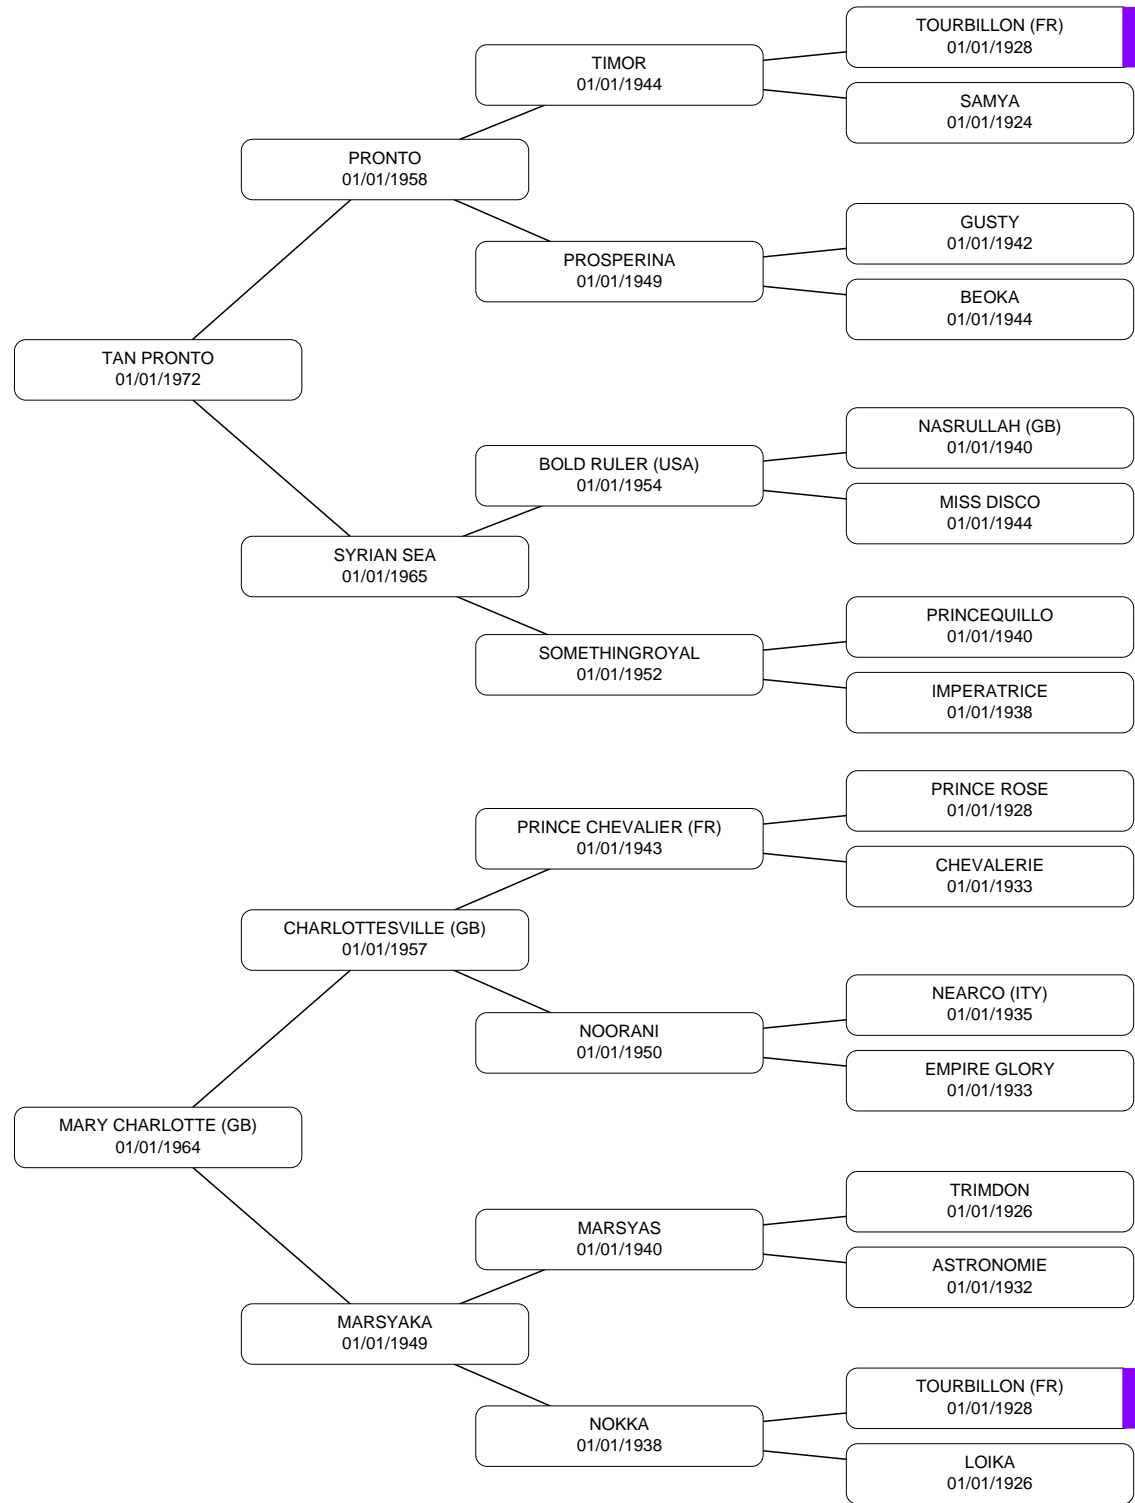 TOURBILLON (FR)
01/01/1928
TIMOR
01/01/1944
SAMYA
01/01/1924
PRONTO
01/01/1958
GUSTY
01/01/1942
PROSPERINA
01/01/1949
BEOKA
01/01/1944
TAN PRONTO
01/01/1972
NASRULLAH (GB)
01/01/1940
BOLD RULER (USA)
01/01/1954
MISS DISCO
01/01/1944
SYRIAN SEA
01/01/1965
PRINCEQUILLO
01/01/1940
SOMETHINGROYAL
01/01/1952
IMPERATRICE
01/01/1938
PRINCE ROSE
01/01/1928
PRINCE CHEVALIER (FR)
01/01/1943
CHEVALERIE
01/01/1933
CHARLOTTESVILLE (GB)
01/01/1957
NEARCO (ITY)
01/01/1935
NOORANI
01/01/1950
EMPIRE GLORY
01/01/1933
MARY CHARLOTTE (GB)
01/01/1964
TRIMDON
01/01/1926
MARSYAS
01/01/1940
ASTRONOMIE
01/01/1932
MARSYAKA
01/01/1949
TOURBILLON (FR)
01/01/1928
NOKKA
01/01/1938
LOIKA
01/01/1926